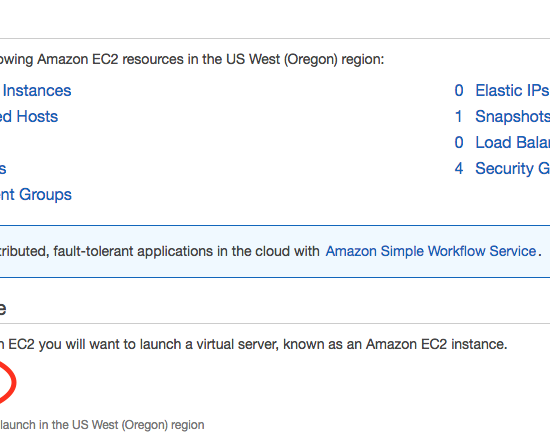 owing Amazon EC2 resources in the US West (Oregon) region:
Instances 0 Elastic IPs
ed Hosts 1 Snapshots
0 Load Balan
s 4 Security G
ent Groups
tributed, fault-tolerant applications in the cloud with Amazon Simple Workflow Service.
e
n EC2 you will want to launch a virtual server, known as an Amazon EC2 instance.
launch in the US West (Oregon) region